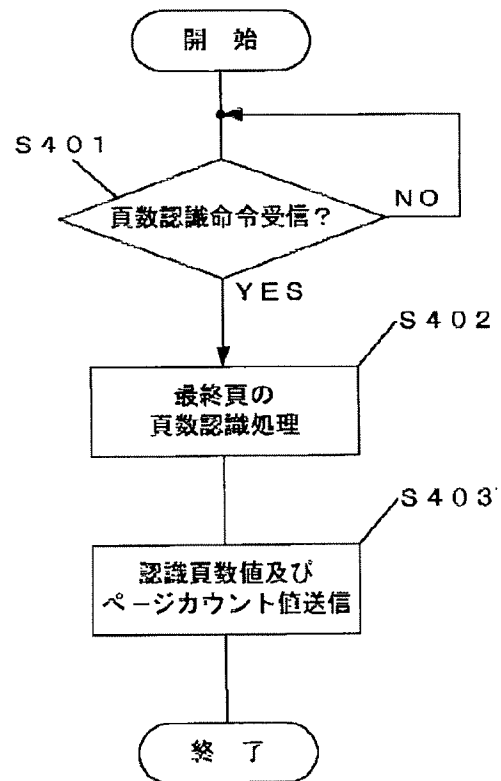 開 始
S401
頁数認識命令受信?
NO
YES
S402
最終頁の
頁数認識処理
S403
認識頁数値及び
ページカウント値送信
終 了